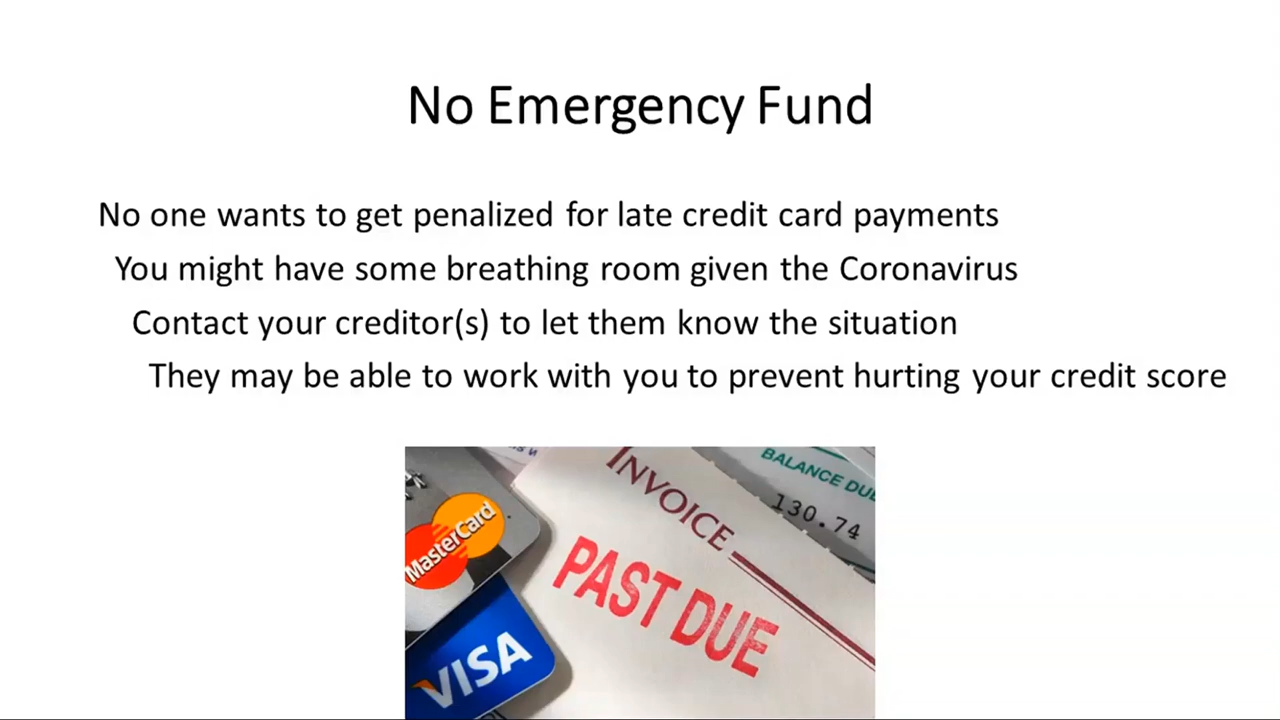 No Emergency Fund
No one wants to get penalized for late credit card payments
You might have some breathing room given the Coronavirus
Contact your creditor(s) to let them know the situation
They may be able to work with you to prevent hurting your credit score
INVOICE
BALANCE DUE
130.74
MasterCard
PAST DUE
VISA